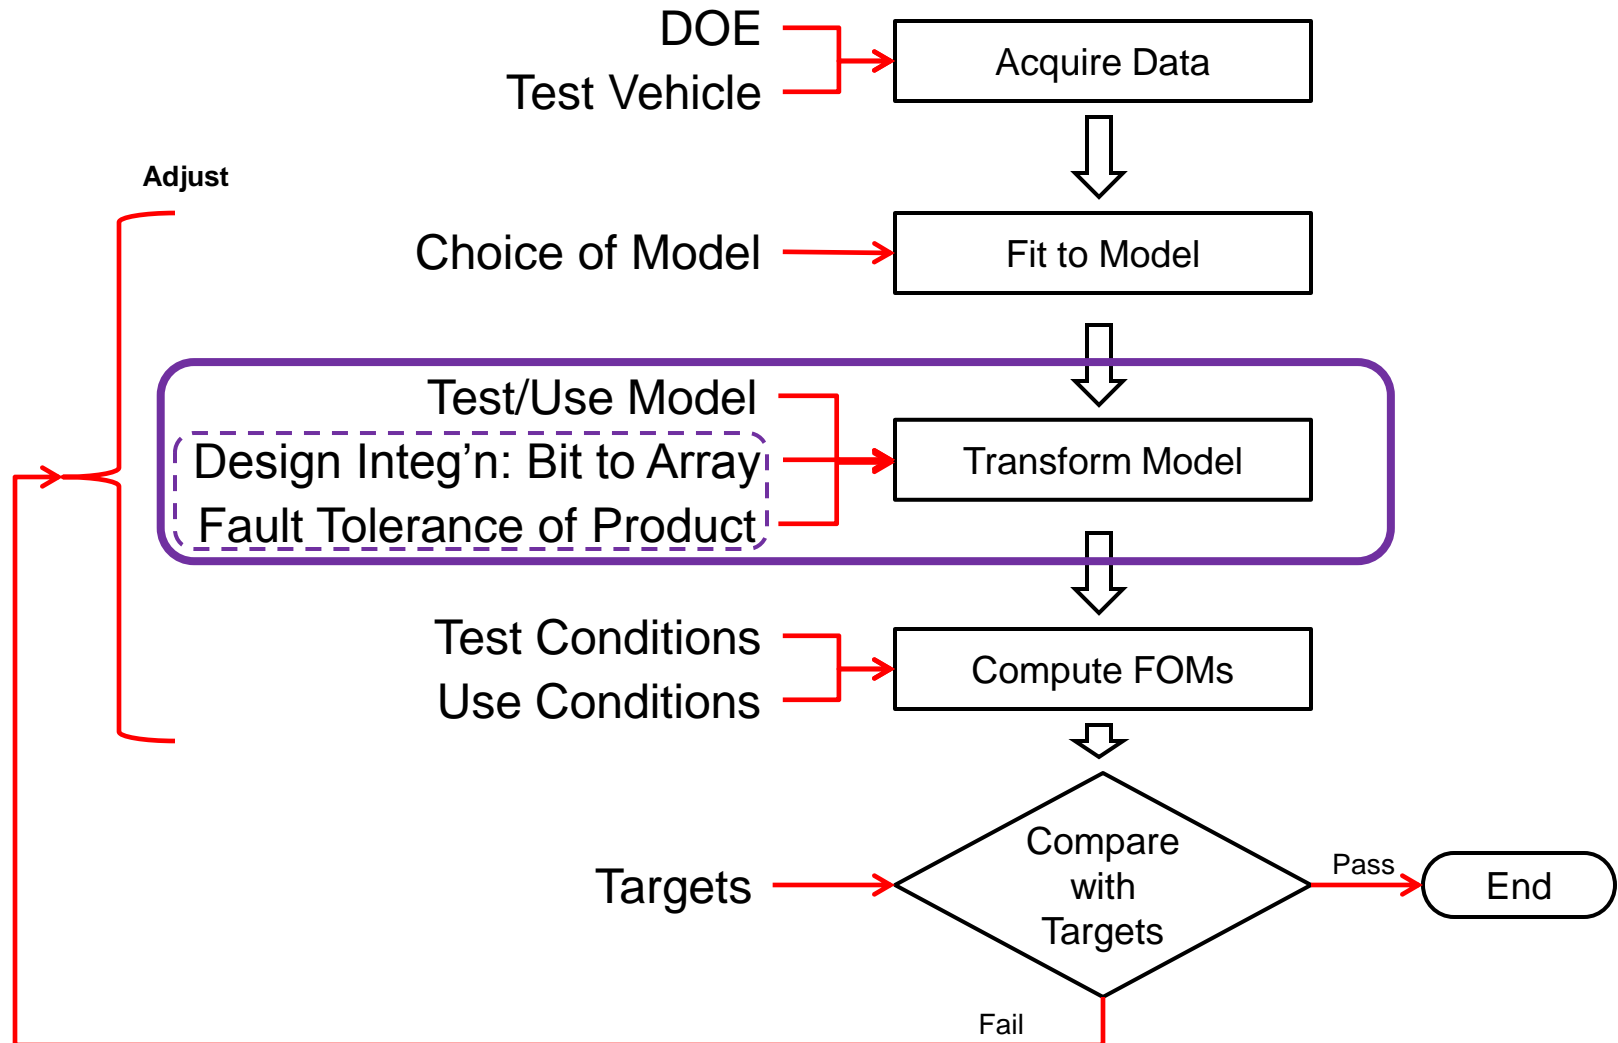 DOE
Test Vehicle
Acquire Data
Adjust
Choice of Model
Fit to Model
Test/Use Model
Design Integ’n: Bit to Array
Fault Tolerance of Product
Transform Model
Test Conditions
Use Conditions
Compute FOMs
Targets
Compare
with
Targets
Pass
End
Fail